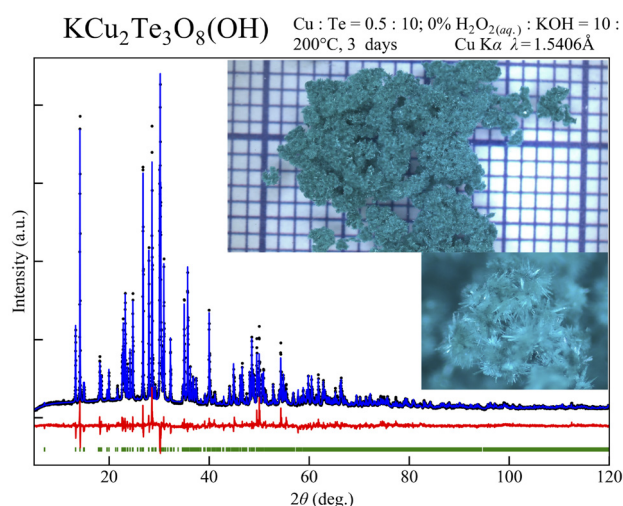 KCu₂Te₃O₈(OH)
Cu : Te = 0.5 : 10; 0% H₂O₂(aq.) : KOH = 10 :
200°C, 3 days Cu Kα λ=1.5406Å
Intensity (a.u.)
20 40 60 80 100 120
2θ (deg.)